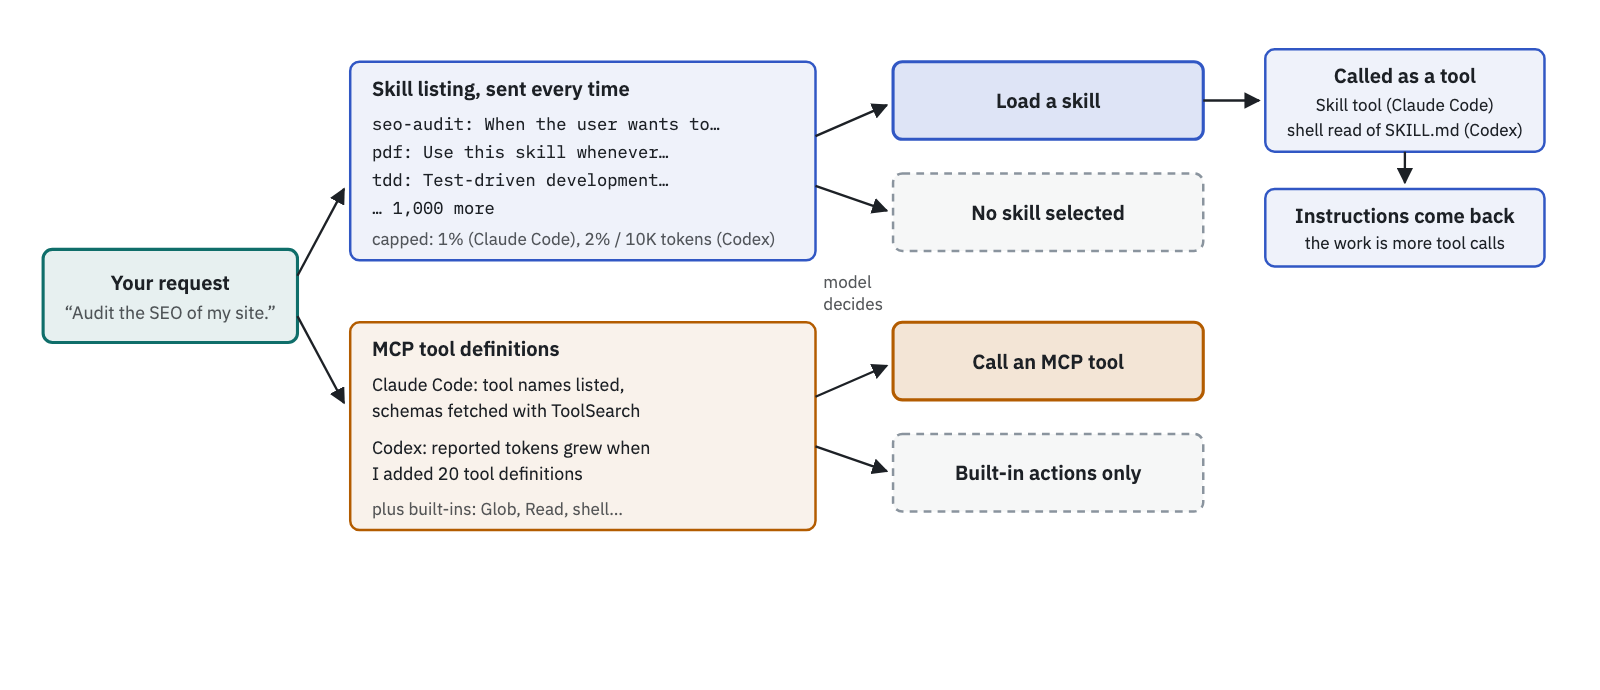 Your request
“Audit the SEO of my site.”
Skill listing, sent every time
seo-audit: When the user wants to…
pdf: Use this skill whenever…
tdd: Test-driven development…
… 1,000 more
capped: 1% (Claude Code), 2% / 10K tokens (Codex)
MCP tool definitions
Claude Code: tool names listed,
schemas fetched with ToolSearch
Codex: reported tokens grew when
I added 20 tool definitions
plus built-ins: Glob, Read, shell…
model
decides
Load a skill
No skill selected
Call an MCP tool
Built-in actions only
Called as a tool
Skill tool (Claude Code)
shell read of SKILL.md (Codex)
Instructions come back
the work is more tool calls